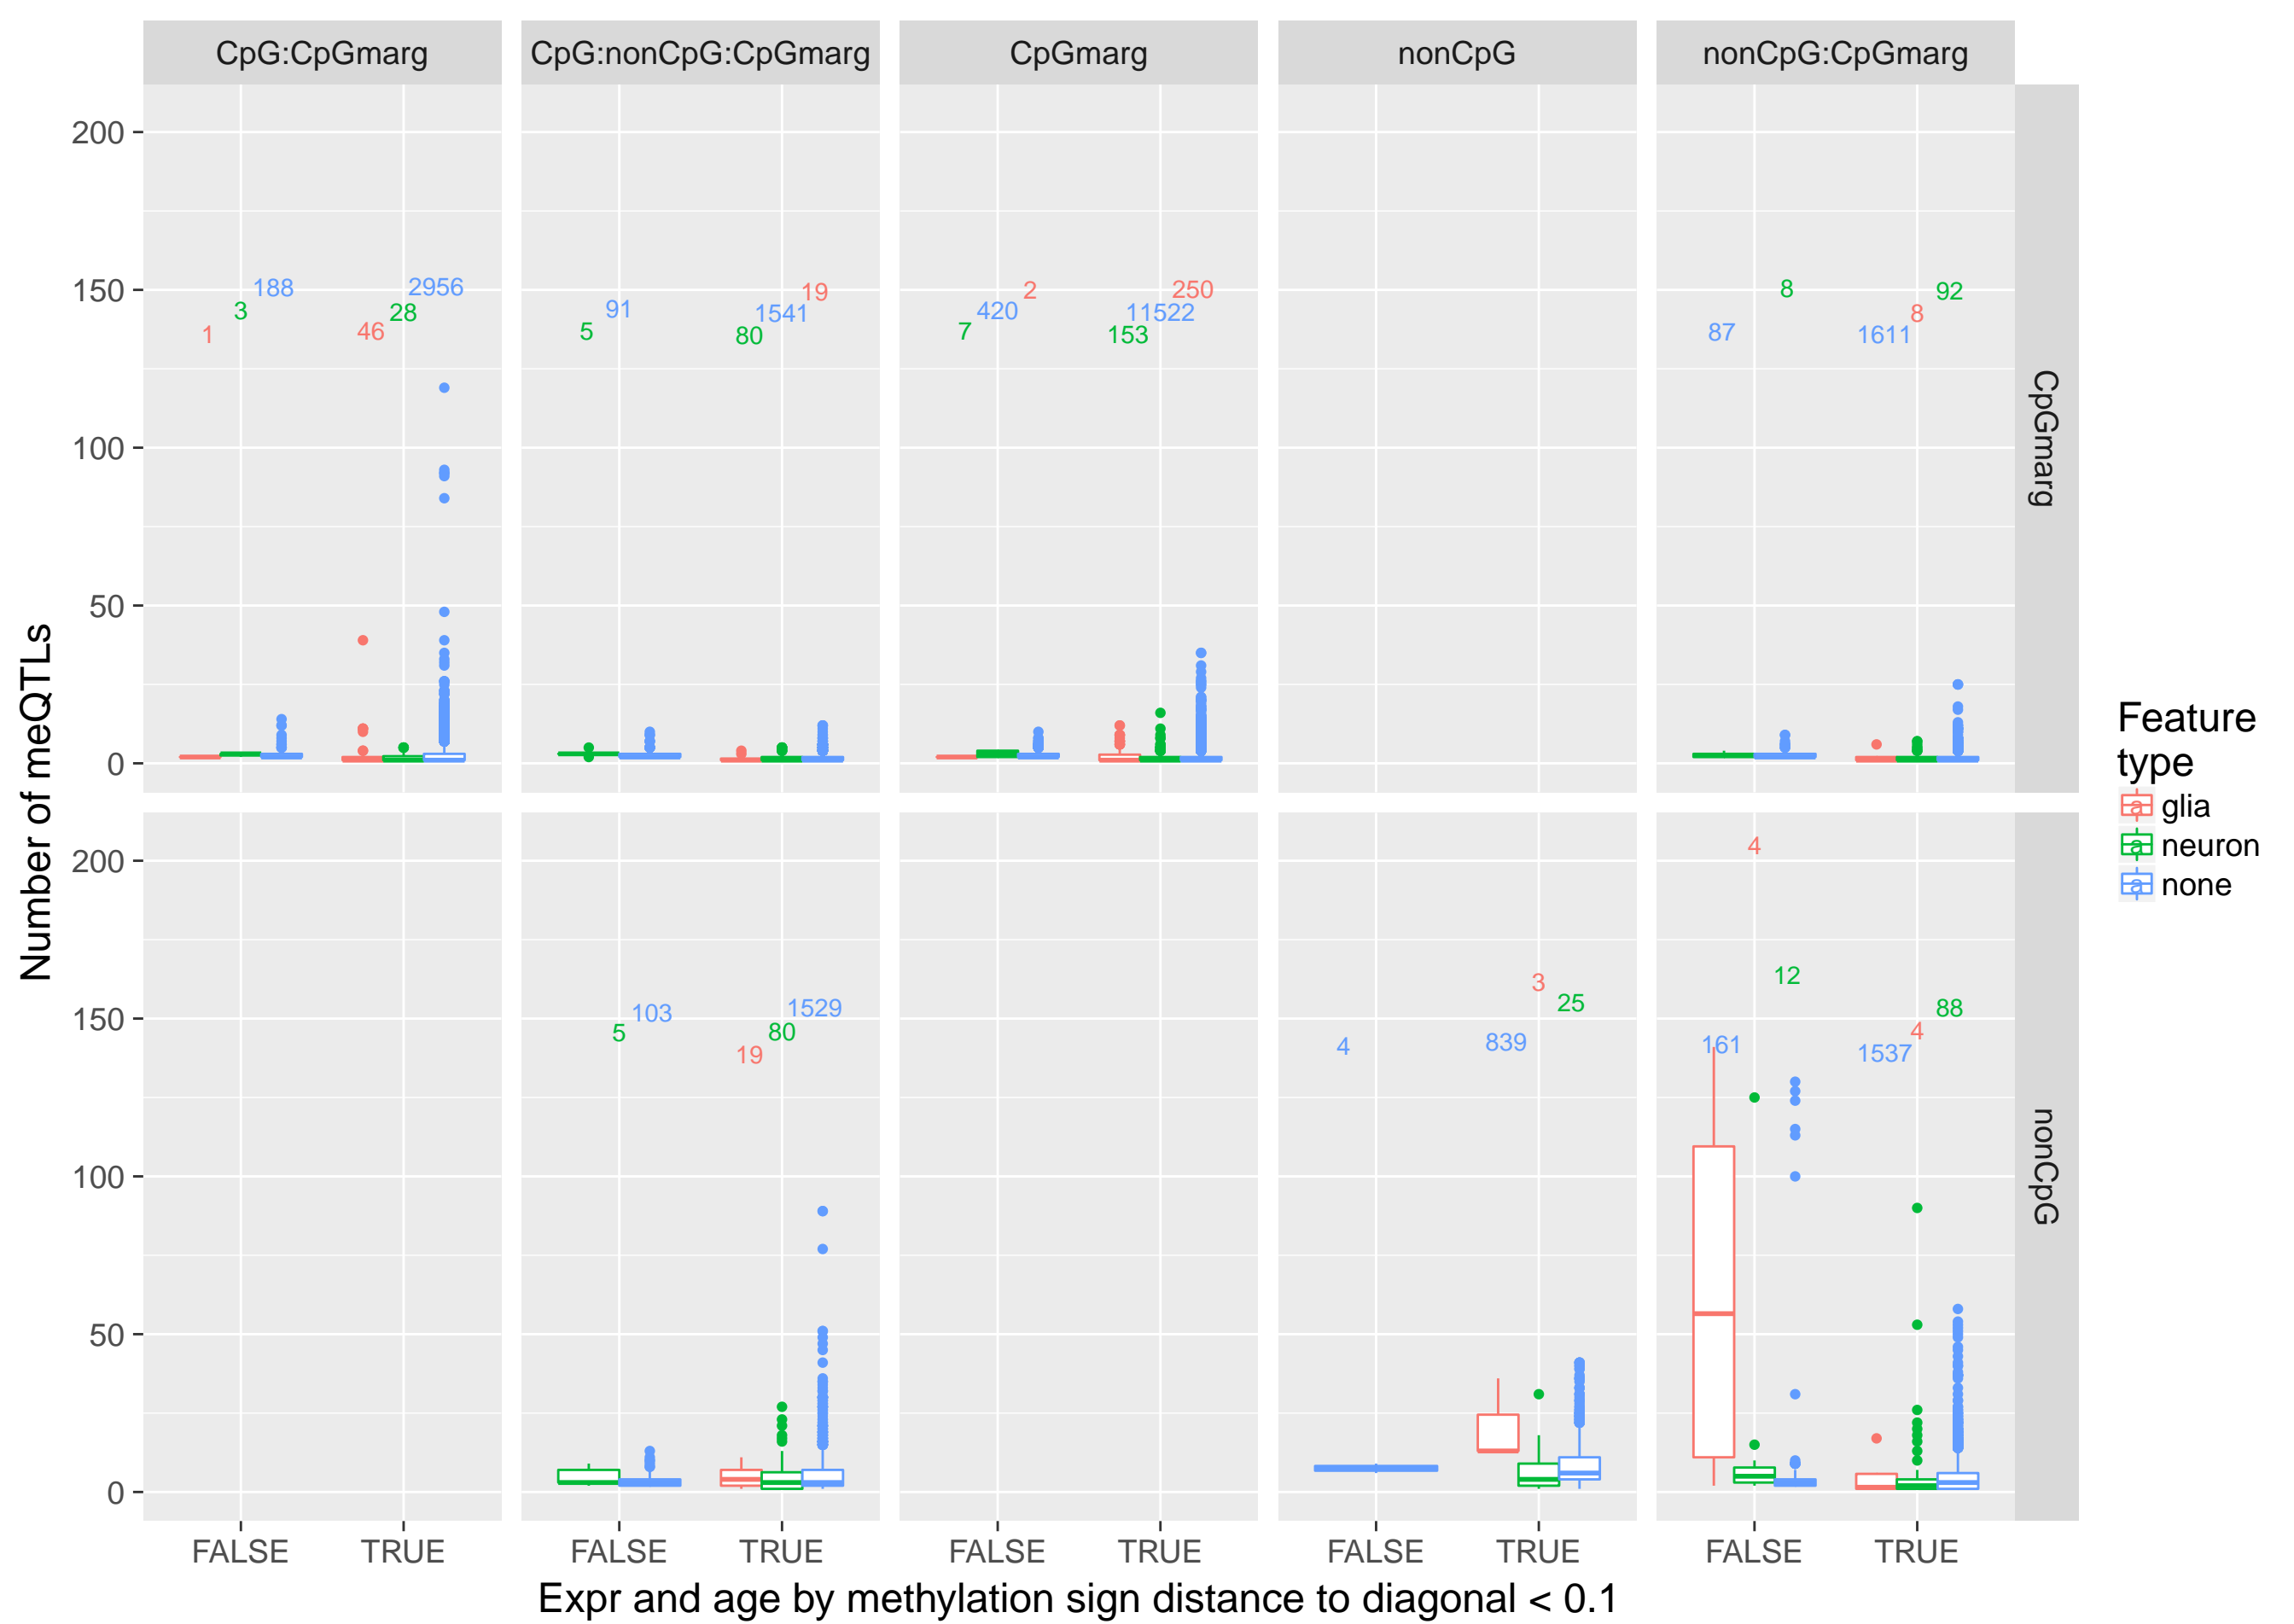 CpG:CpGmarg CpG:nonCpG:CpGmarg CpGmarg nonCpG nonCpG:CpGmarg
200
150
100
50
0
1 3 188 46 28 2956
5 91 80 1541 19
7 420 2 153 11522 250
87 8 1611 8 92
CpGmarg
200
150
100
50
0
5 103 19 80 1529
4 839 3 25
161 4 12 1537 4 88
nonCpG
FALSE TRUE FALSE TRUE FALSE TRUE FALSE TRUE FALSE TRUE
Expr and age by methylation sign distance to diagonal < 0.1
Number of meQTLs
Feature
type
a glia
a neuron
a none